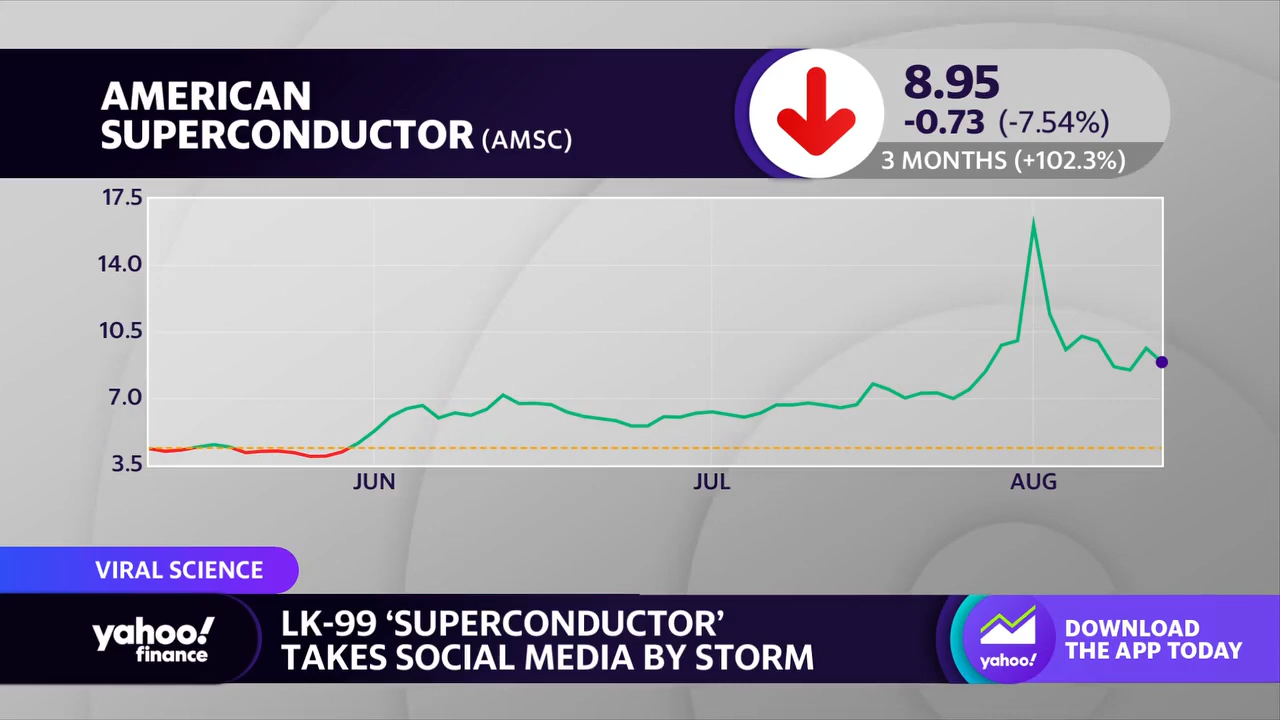 AMERICAN
SUPERCONDUCTOR (AMSC)
8.95
-0.73 (-7.54%)
3 MONTHS (+102.3%)
17.5
14.0
10.5
7.0
3.5
JUN JUL AUG
VIRAL SCIENCE
yahoo!
finance
LK-99 ‘SUPERCONDUCTOR’
TAKES SOCIAL MEDIA BY STORM
yahoo!
DOWNLOAD
THE APP TODAY